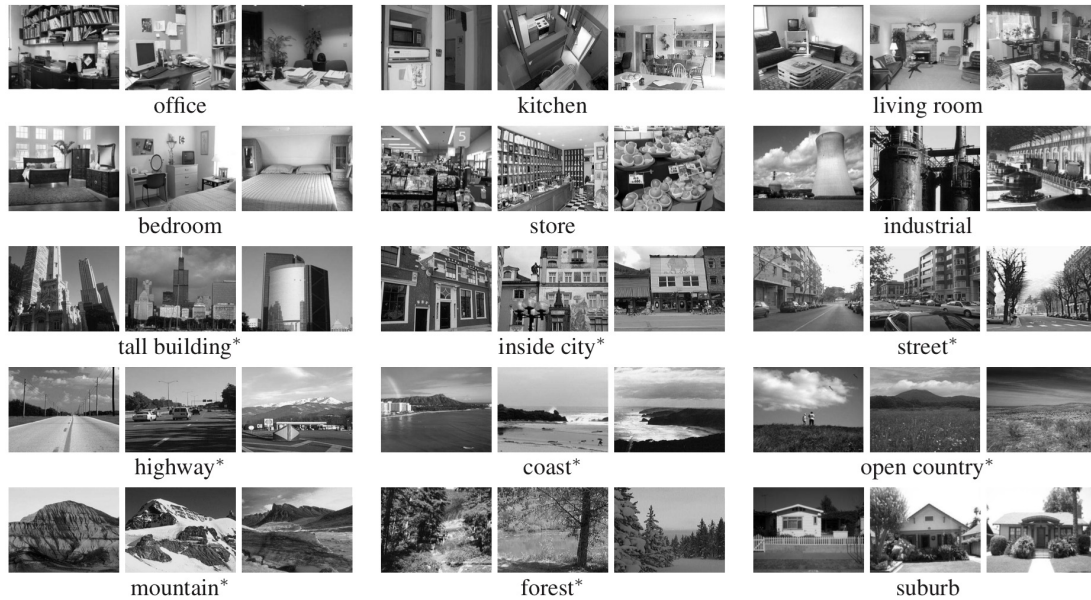 office
kitchen
living room
5
bedroom
store
industrial
tall building*
inside city*
street*
highway*
coast*
open country*
mountain*
forest*
suburb